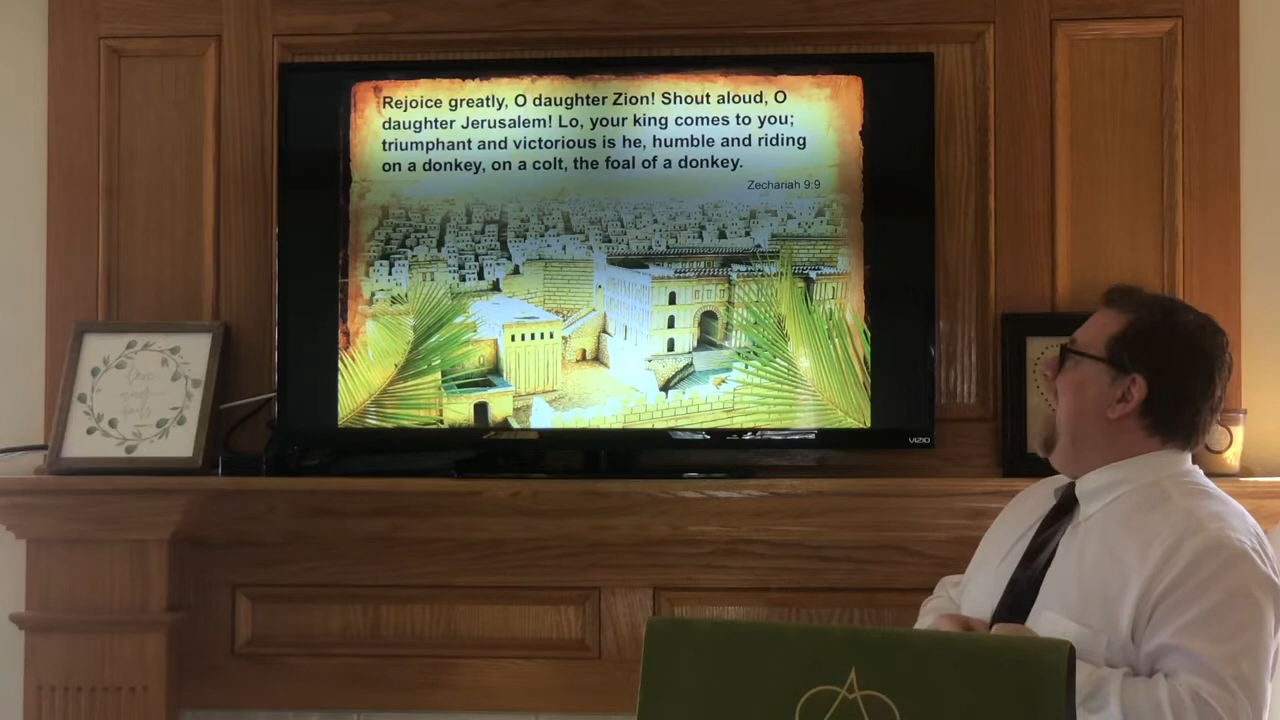 Rejoice greatly, O daughter Zion! Shout aloud, O
daughter Jerusalem! Lo, your king comes to you;
triumphant and victorious is he, humble and riding
on a donkey, on a colt, the foal of a donkey.
Zechariah 9:9
VIZIO